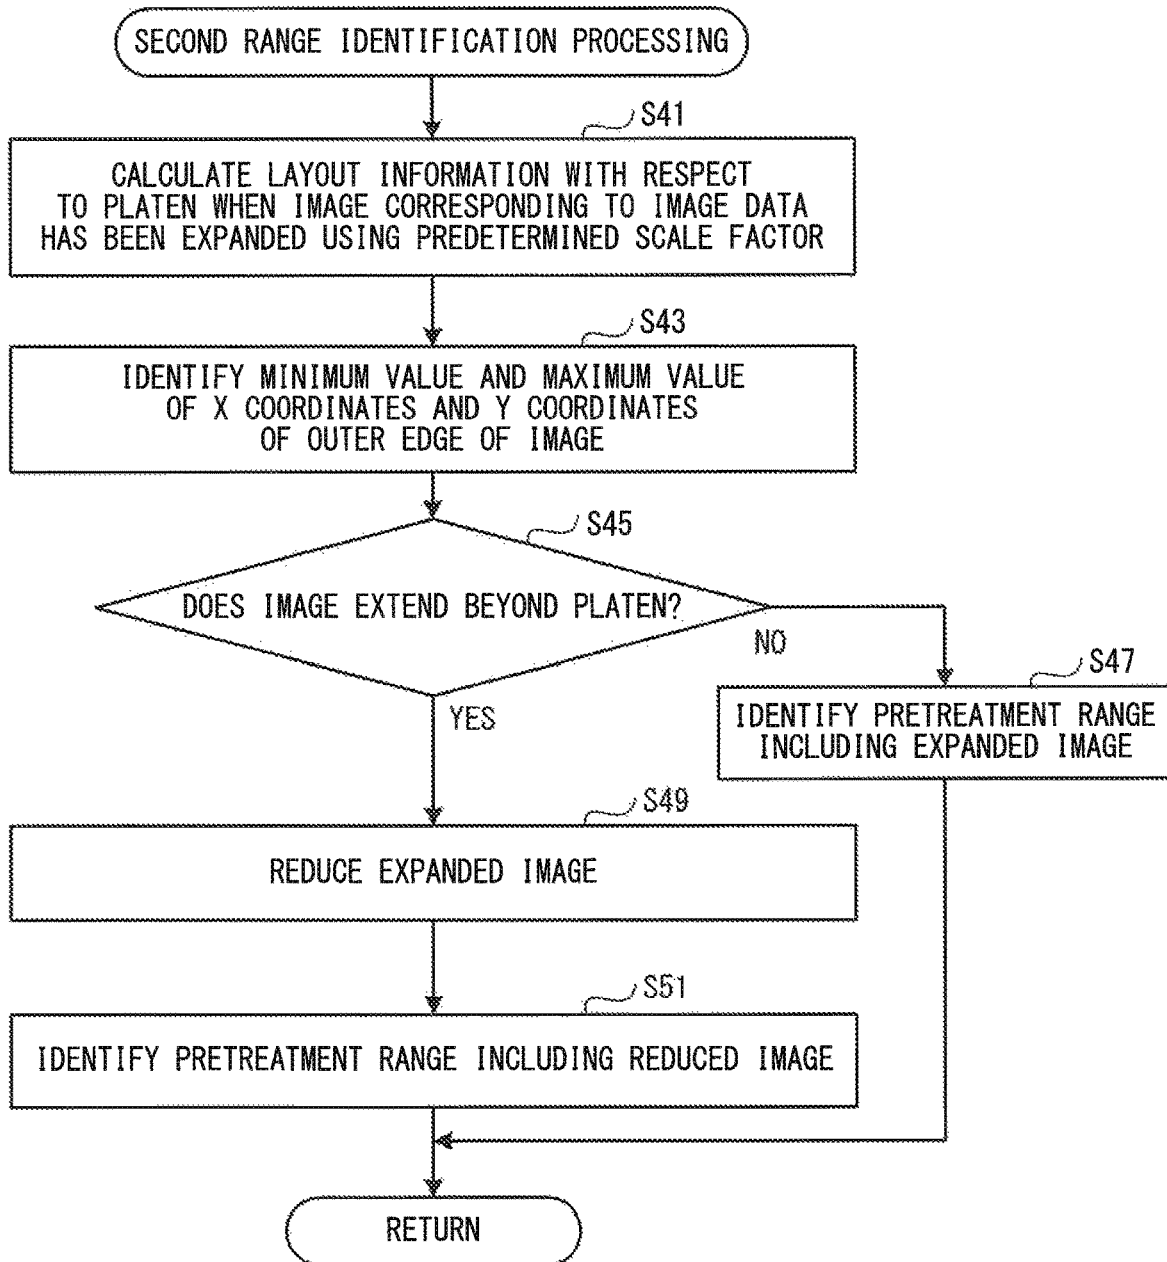 SECOND RANGE IDENTIFICATION PROCESSING
S41
CALCULATE LAYOUT INFORMATION WITH RESPECT
TO PLATEN WHEN IMAGE CORRESPONDING TO IMAGE DATA
HAS BEEN EXPANDED USING PREDETERMINED SCALE FACTOR
S43
IDENTIFY MINIMUM VALUE AND MAXIMUM VALUE
OF X COORDINATES AND Y COORDINATES
OF OUTER EDGE OF IMAGE
S45
DOES IMAGE EXTEND BEYOND PLATEN?
NO
S47
IDENTIFY PRETREATMENT RANGE
INCLUDING EXPANDED IMAGE
YES
S49
REDUCE EXPANDED IMAGE
S51
IDENTIFY PRETREATMENT RANGE INCLUDING REDUCED IMAGE
RETURN